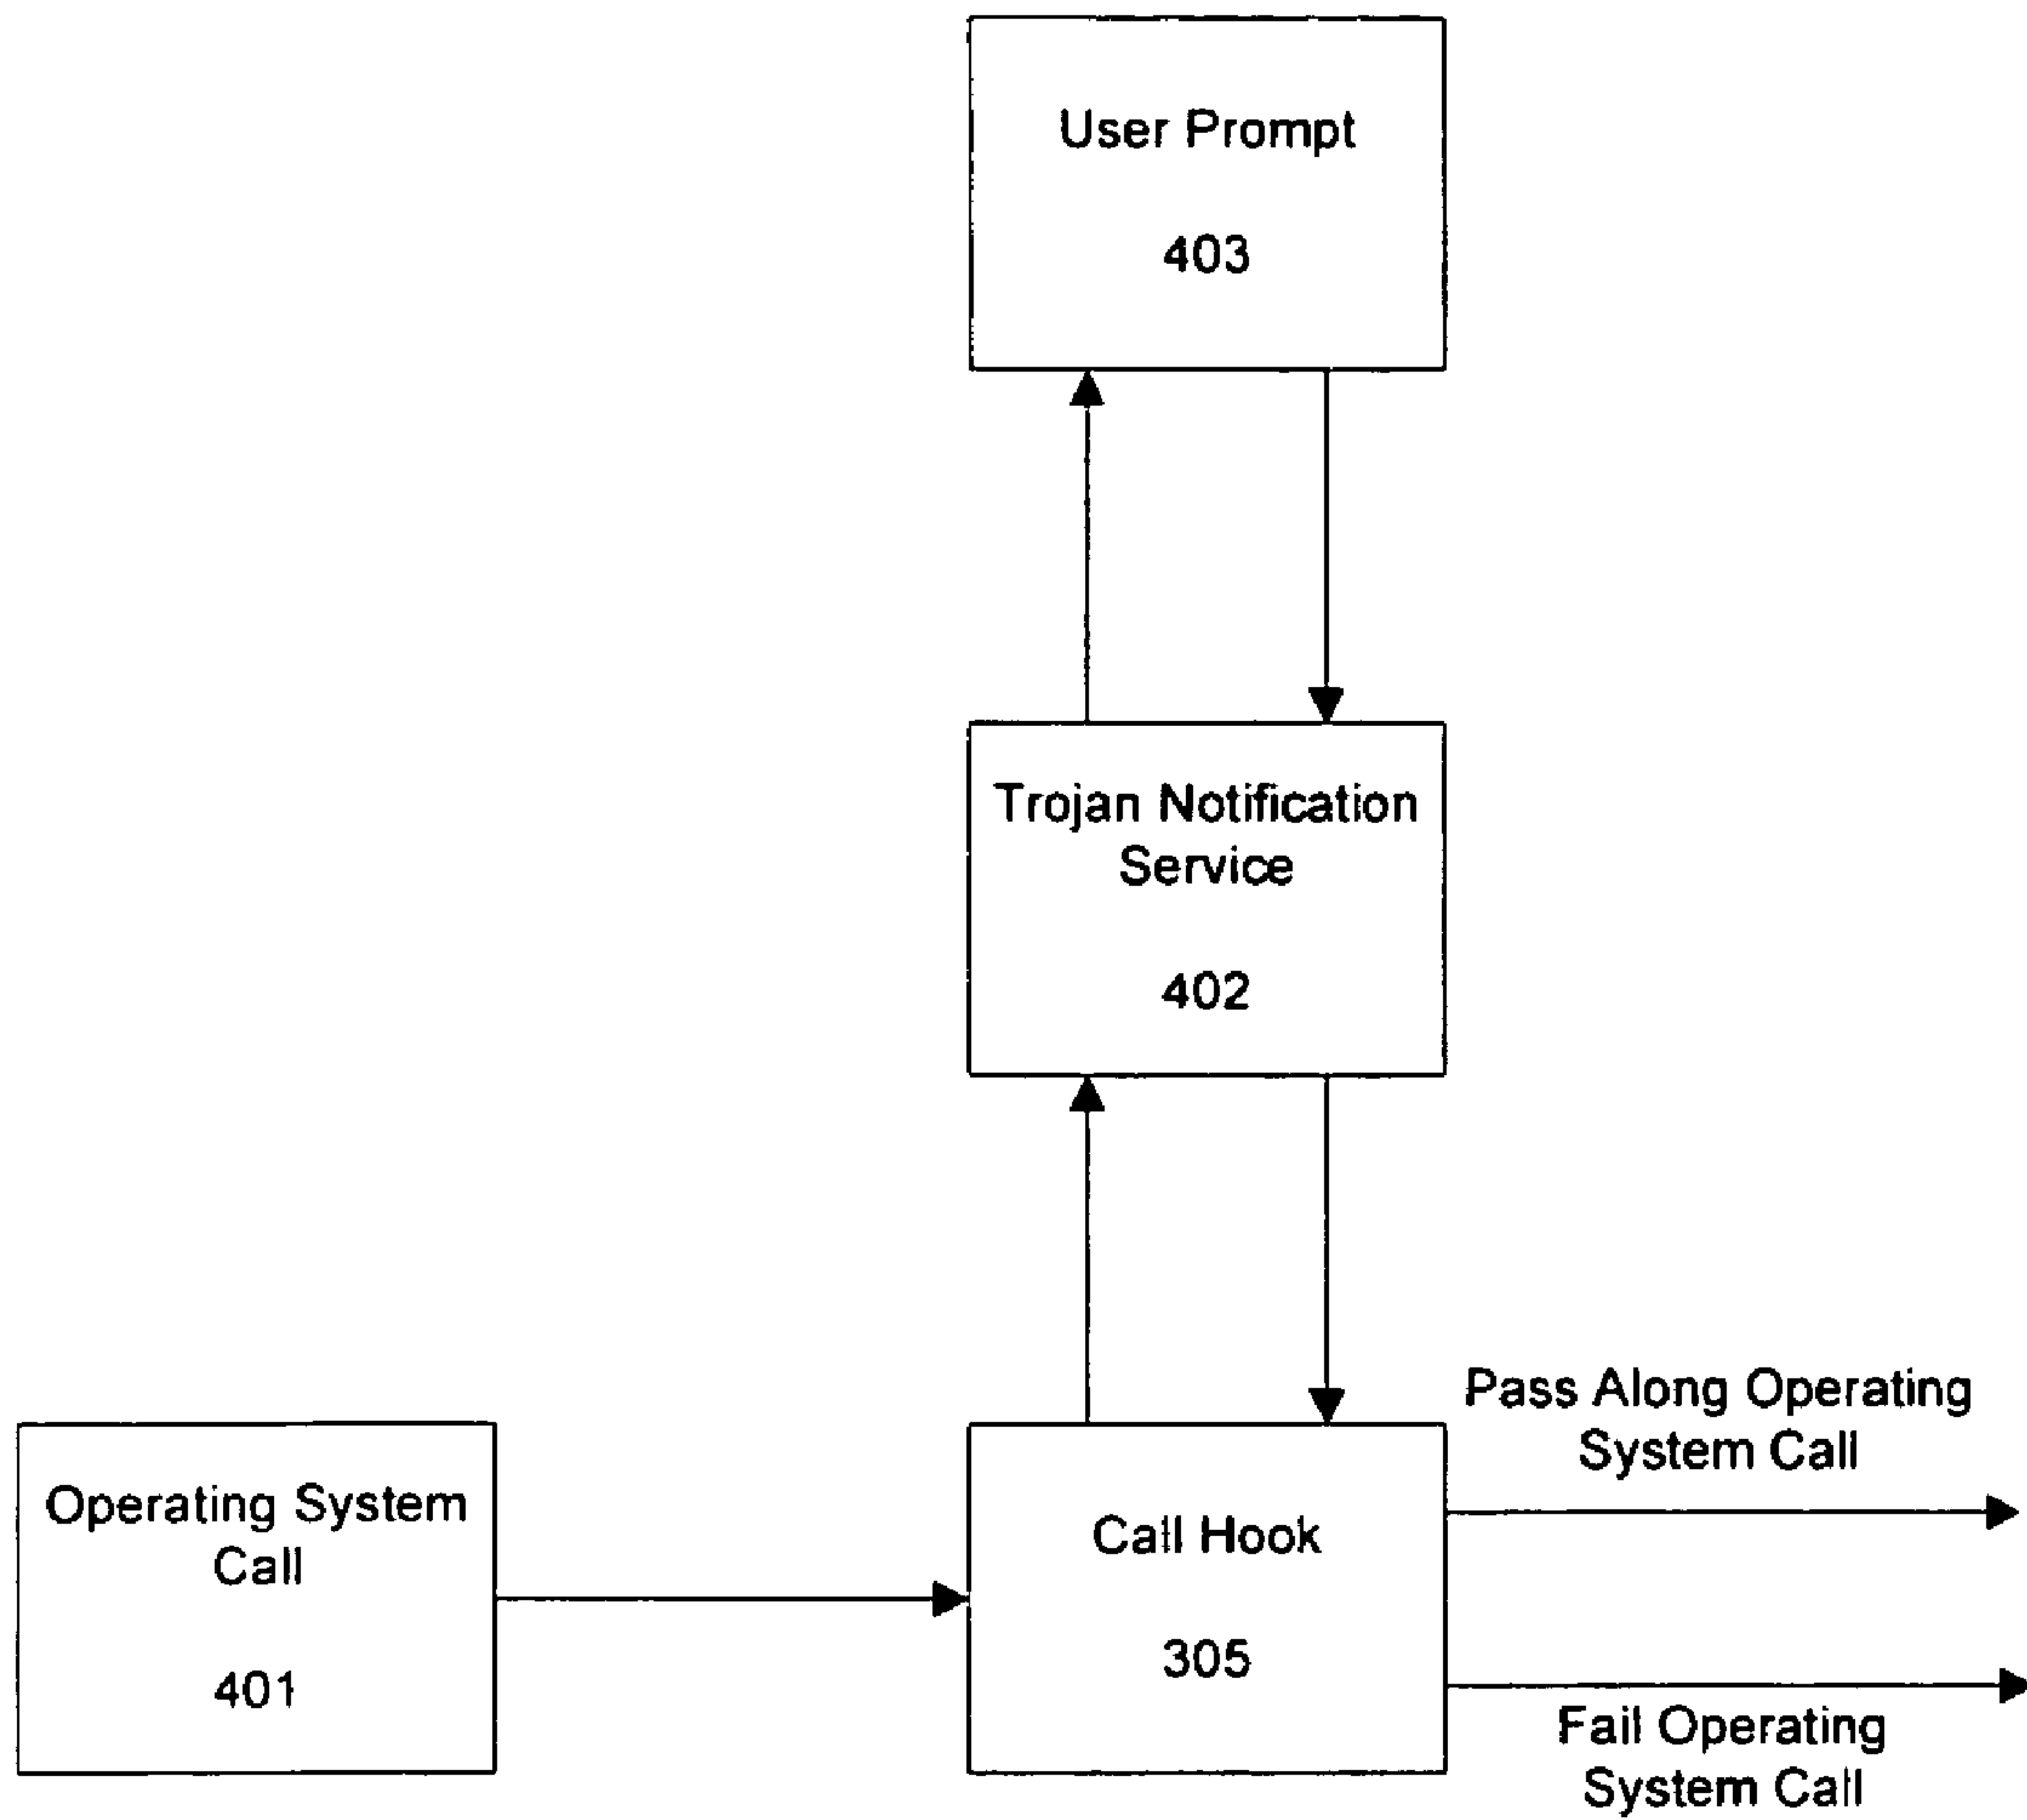 User Prompt
403
Trojan Notification
Service
402
Pass Along Operating
System Call
Operating System
Call
401
Call Hook
305
Fail Operating
System Call